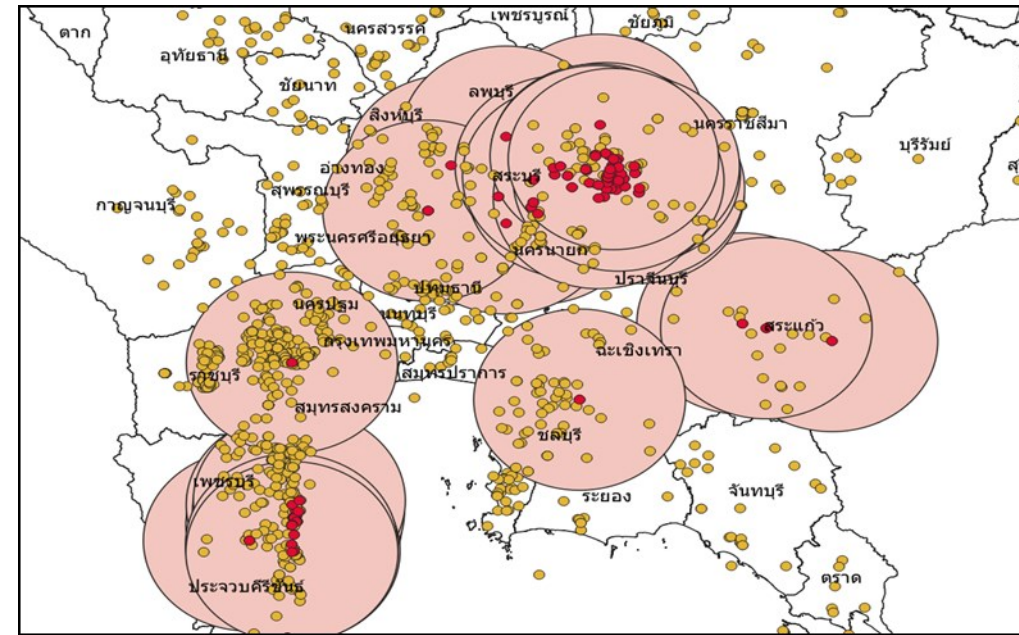 เพชรบูรณ์
ชัยภูมิ
นครสวรรค์
ตาก
อุทัยธานี
ชัยนาท
ลพบุรี
สิงห์บุรี
นครราชสีมา
บุรีรัมย์
อ่างทอง
สระบุรี
สุพรรณบุรี
กาญจนบุรี
พระนครศรีอยุธยา
นครนายก
ปราจีนบุรี
ปทุมธานี
นครปฐม
นนทบุรี
สระแก้ว
กรุงเทพมหานคร
ฉะเชิงเทรา
ราชบุรี
สมุทรปราการ
สมุทรสงคราม
ชลบุรี
เพชรบุรี
ระยอง
จันทบุรี
ตราด
ประจวบคีรีขันธ์